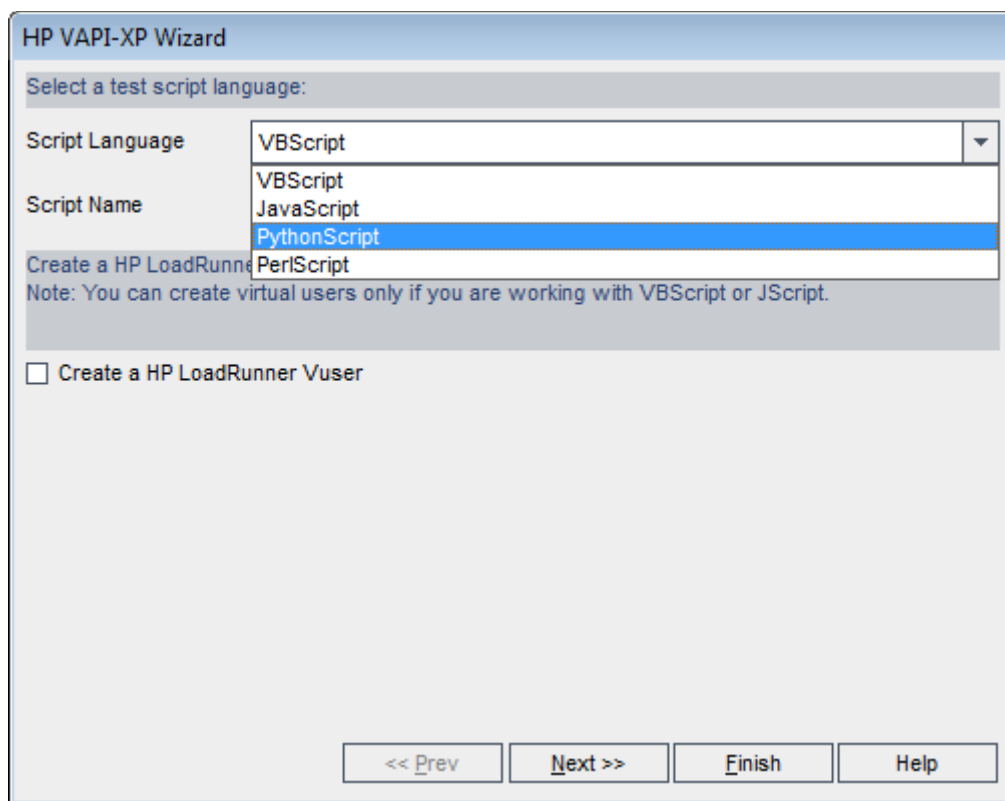 HP VAPI-XP Wizard
Select a test script language:
Script Language
VBScript
VBScript
Script Name
JavaScript
PythonScript
Create a HP LoadRunne
PerlScript
Note: You can create virtual users only if you are working with VBScript or JScript.
Create a HP LoadRunner Vuser
<< Prev
Next >>
Finish
Help